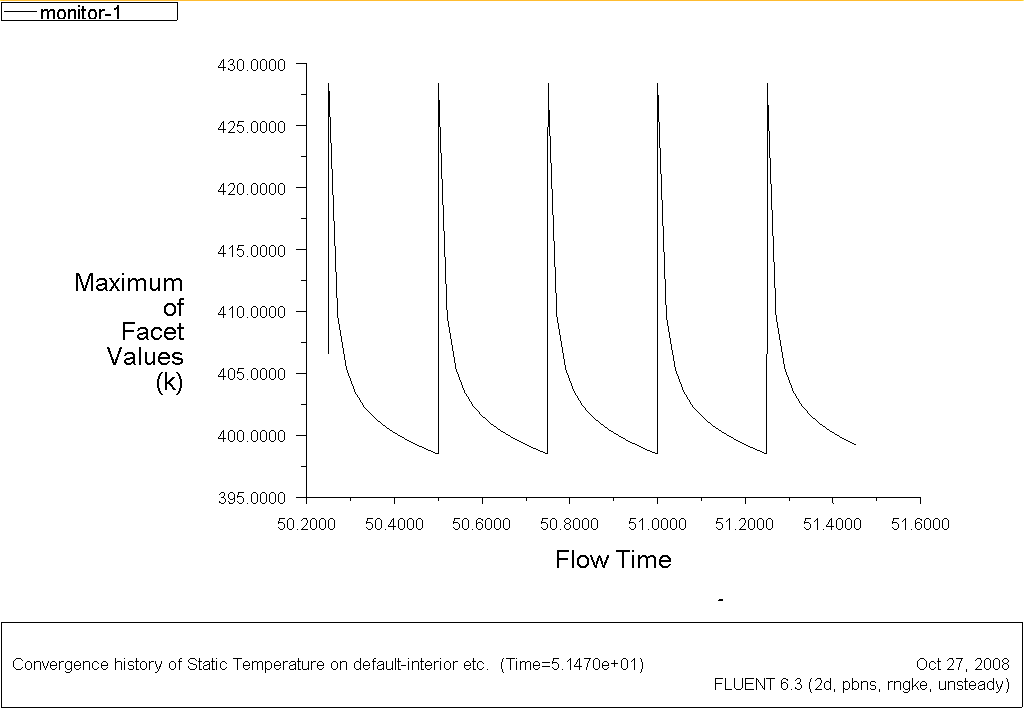 monitor-1
430.0000
425.0000
420.0000
415.0000
410.0000
405.0000
400.0000
395.0000
Maximum
of
Facet
Values
(k)
50.2000 50.4000 50.6000 50.8000 51.0000 51.2000 51.4000 51.6000
Flow Time
Convergence history of Static Temperature on default-interior etc. (Time=5.1470e+01)
Oct 27, 2008
FLUENT 6.3 (2d, pbns, rngke, unsteady)